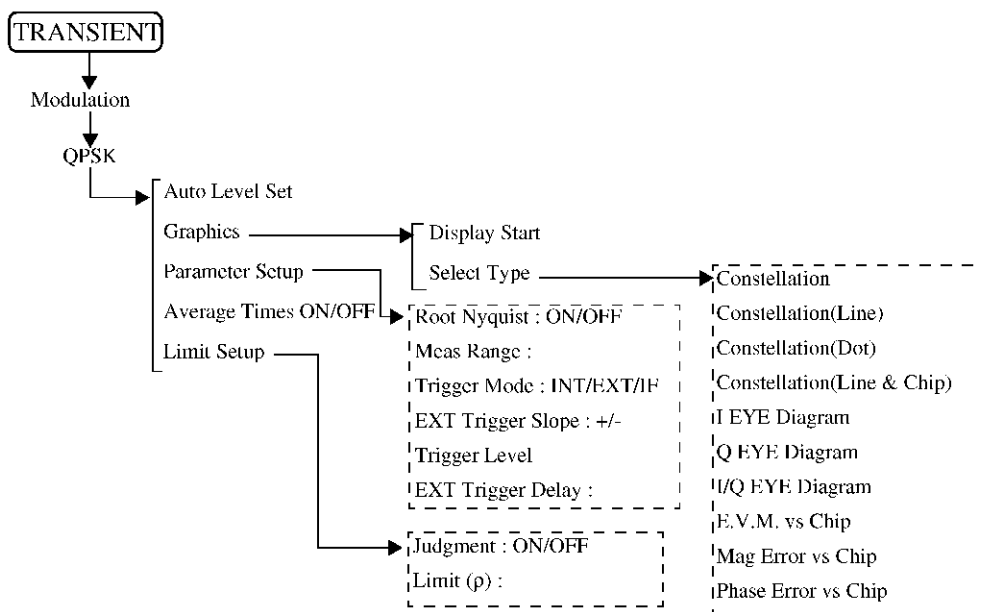 TRANSIENT
Modulation
QPSK
Auto Level Set
Graphics
Parameter Setup
Average Times ON/OFF
Limit Setup
Display Start
Select Type
Root Nyquist : ON/OFF
Meas Range :
Trigger Mode : INT/EXT/IF
EXT Trigger Slope : +/-
Trigger Level
EXT Trigger Delay :
Judgment : ON/OFF
Limit (ρ) :
Constellation
Constellation(Line)
Constellation(Dot)
Constellation(Line & Chip)
I EYE Diagram
Q EYE Diagram
I/Q EYE Diagram
E.V.M. vs Chip
Mag Error vs Chip
Phase Error vs Chip